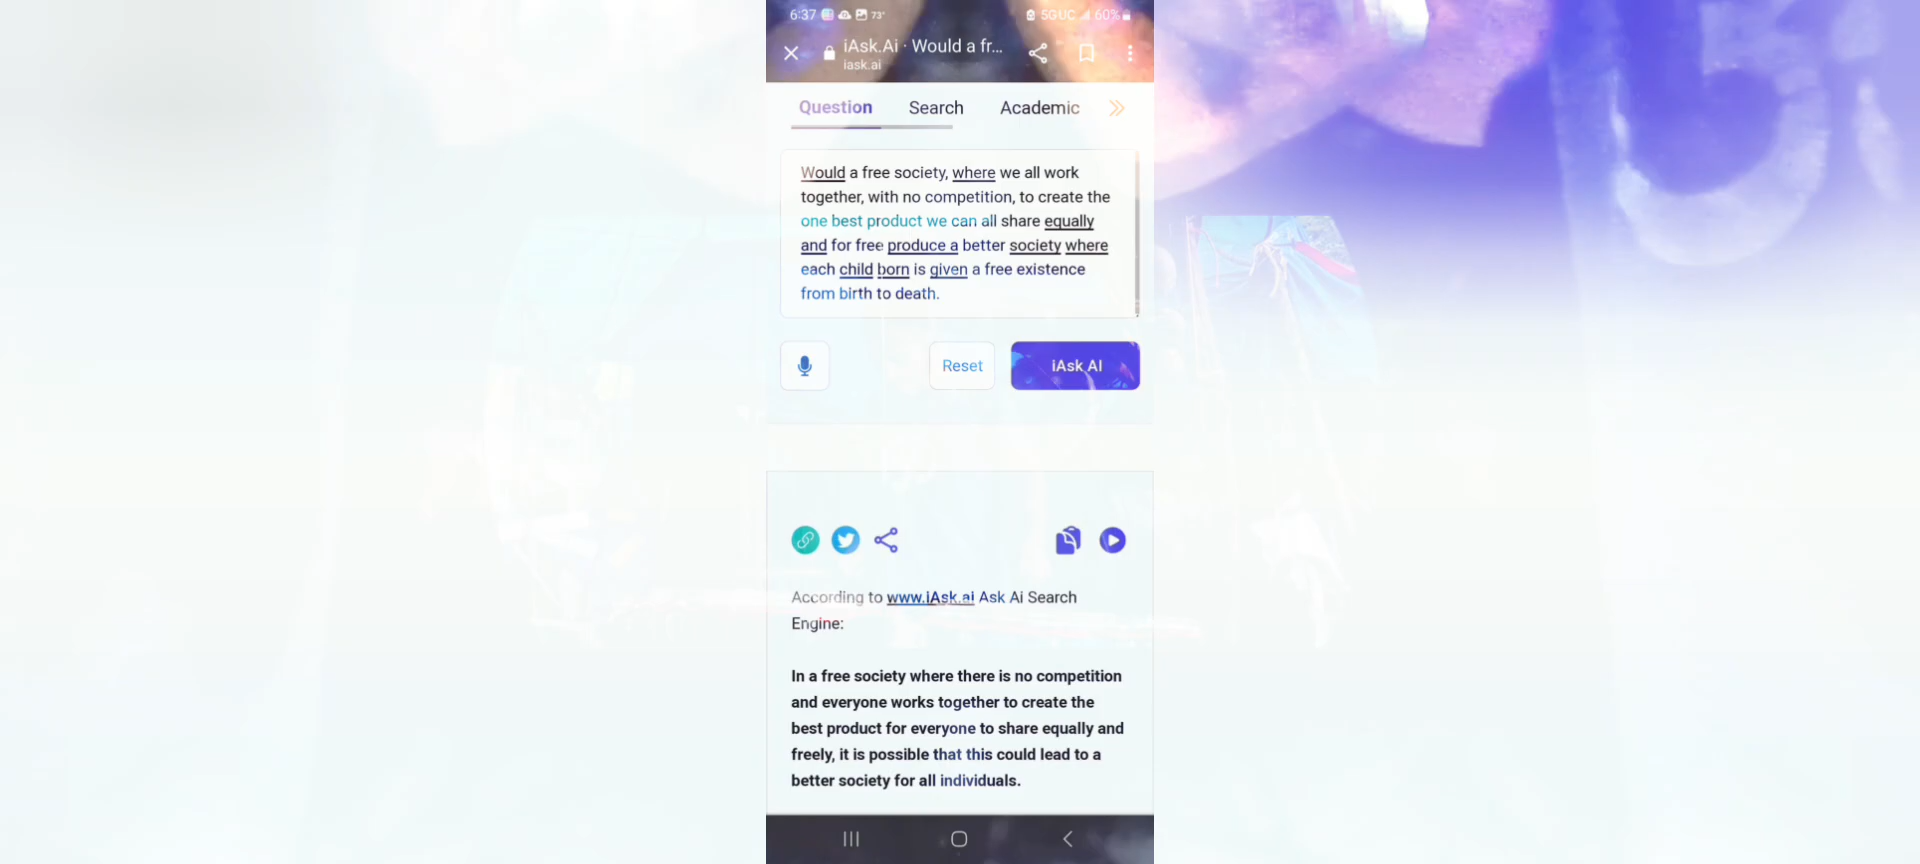 6:37 73° 5GUC 60%
iAsk.Ai · Would a fr...
iask.ai
Question Search Academic
Would a free society, where we all work
together, with no competition, to create the
one best product we can all share equally
and for free produce a better society where
each child born is given a free existence
from birth to death.
Reset iAsk AI
According to www.iAsk.ai Ask Ai Search
Engine:
In a free society where there is no competition
and everyone works together to create the
best product for everyone to share equally and
freely, it is possible that this could lead to a
better society for all individuals.